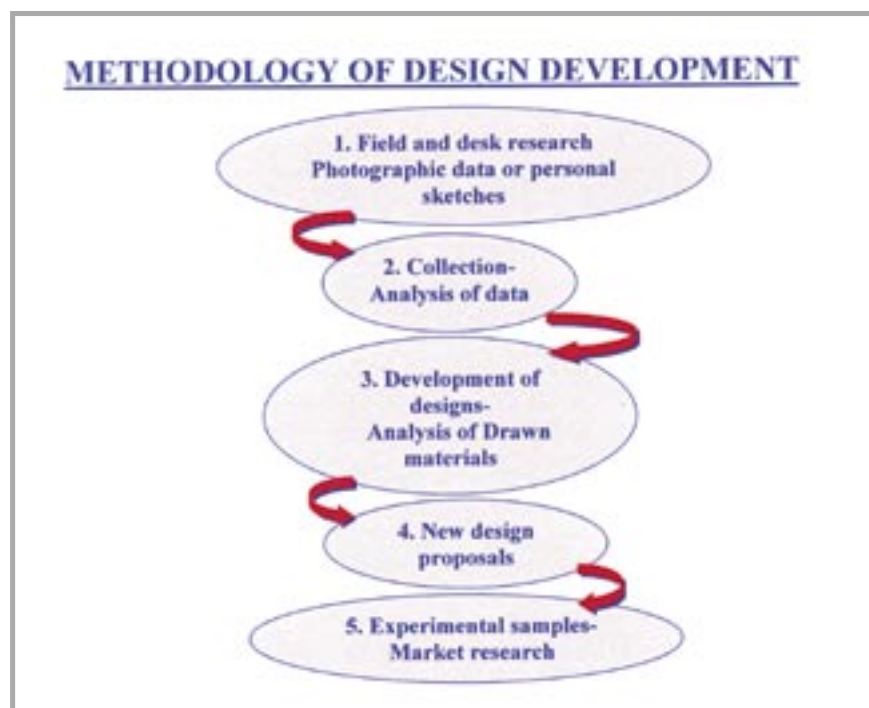 METHODOLOGY OF DESIGN DEVELOPMENT
1. Field and desk research
Photographic data or personal
sketches
2. Collection-
Analysis of data
3. Development of
designs-
Analysis of Drawn
materials
4. New design
proposals
5. Experimental samples-
Market research